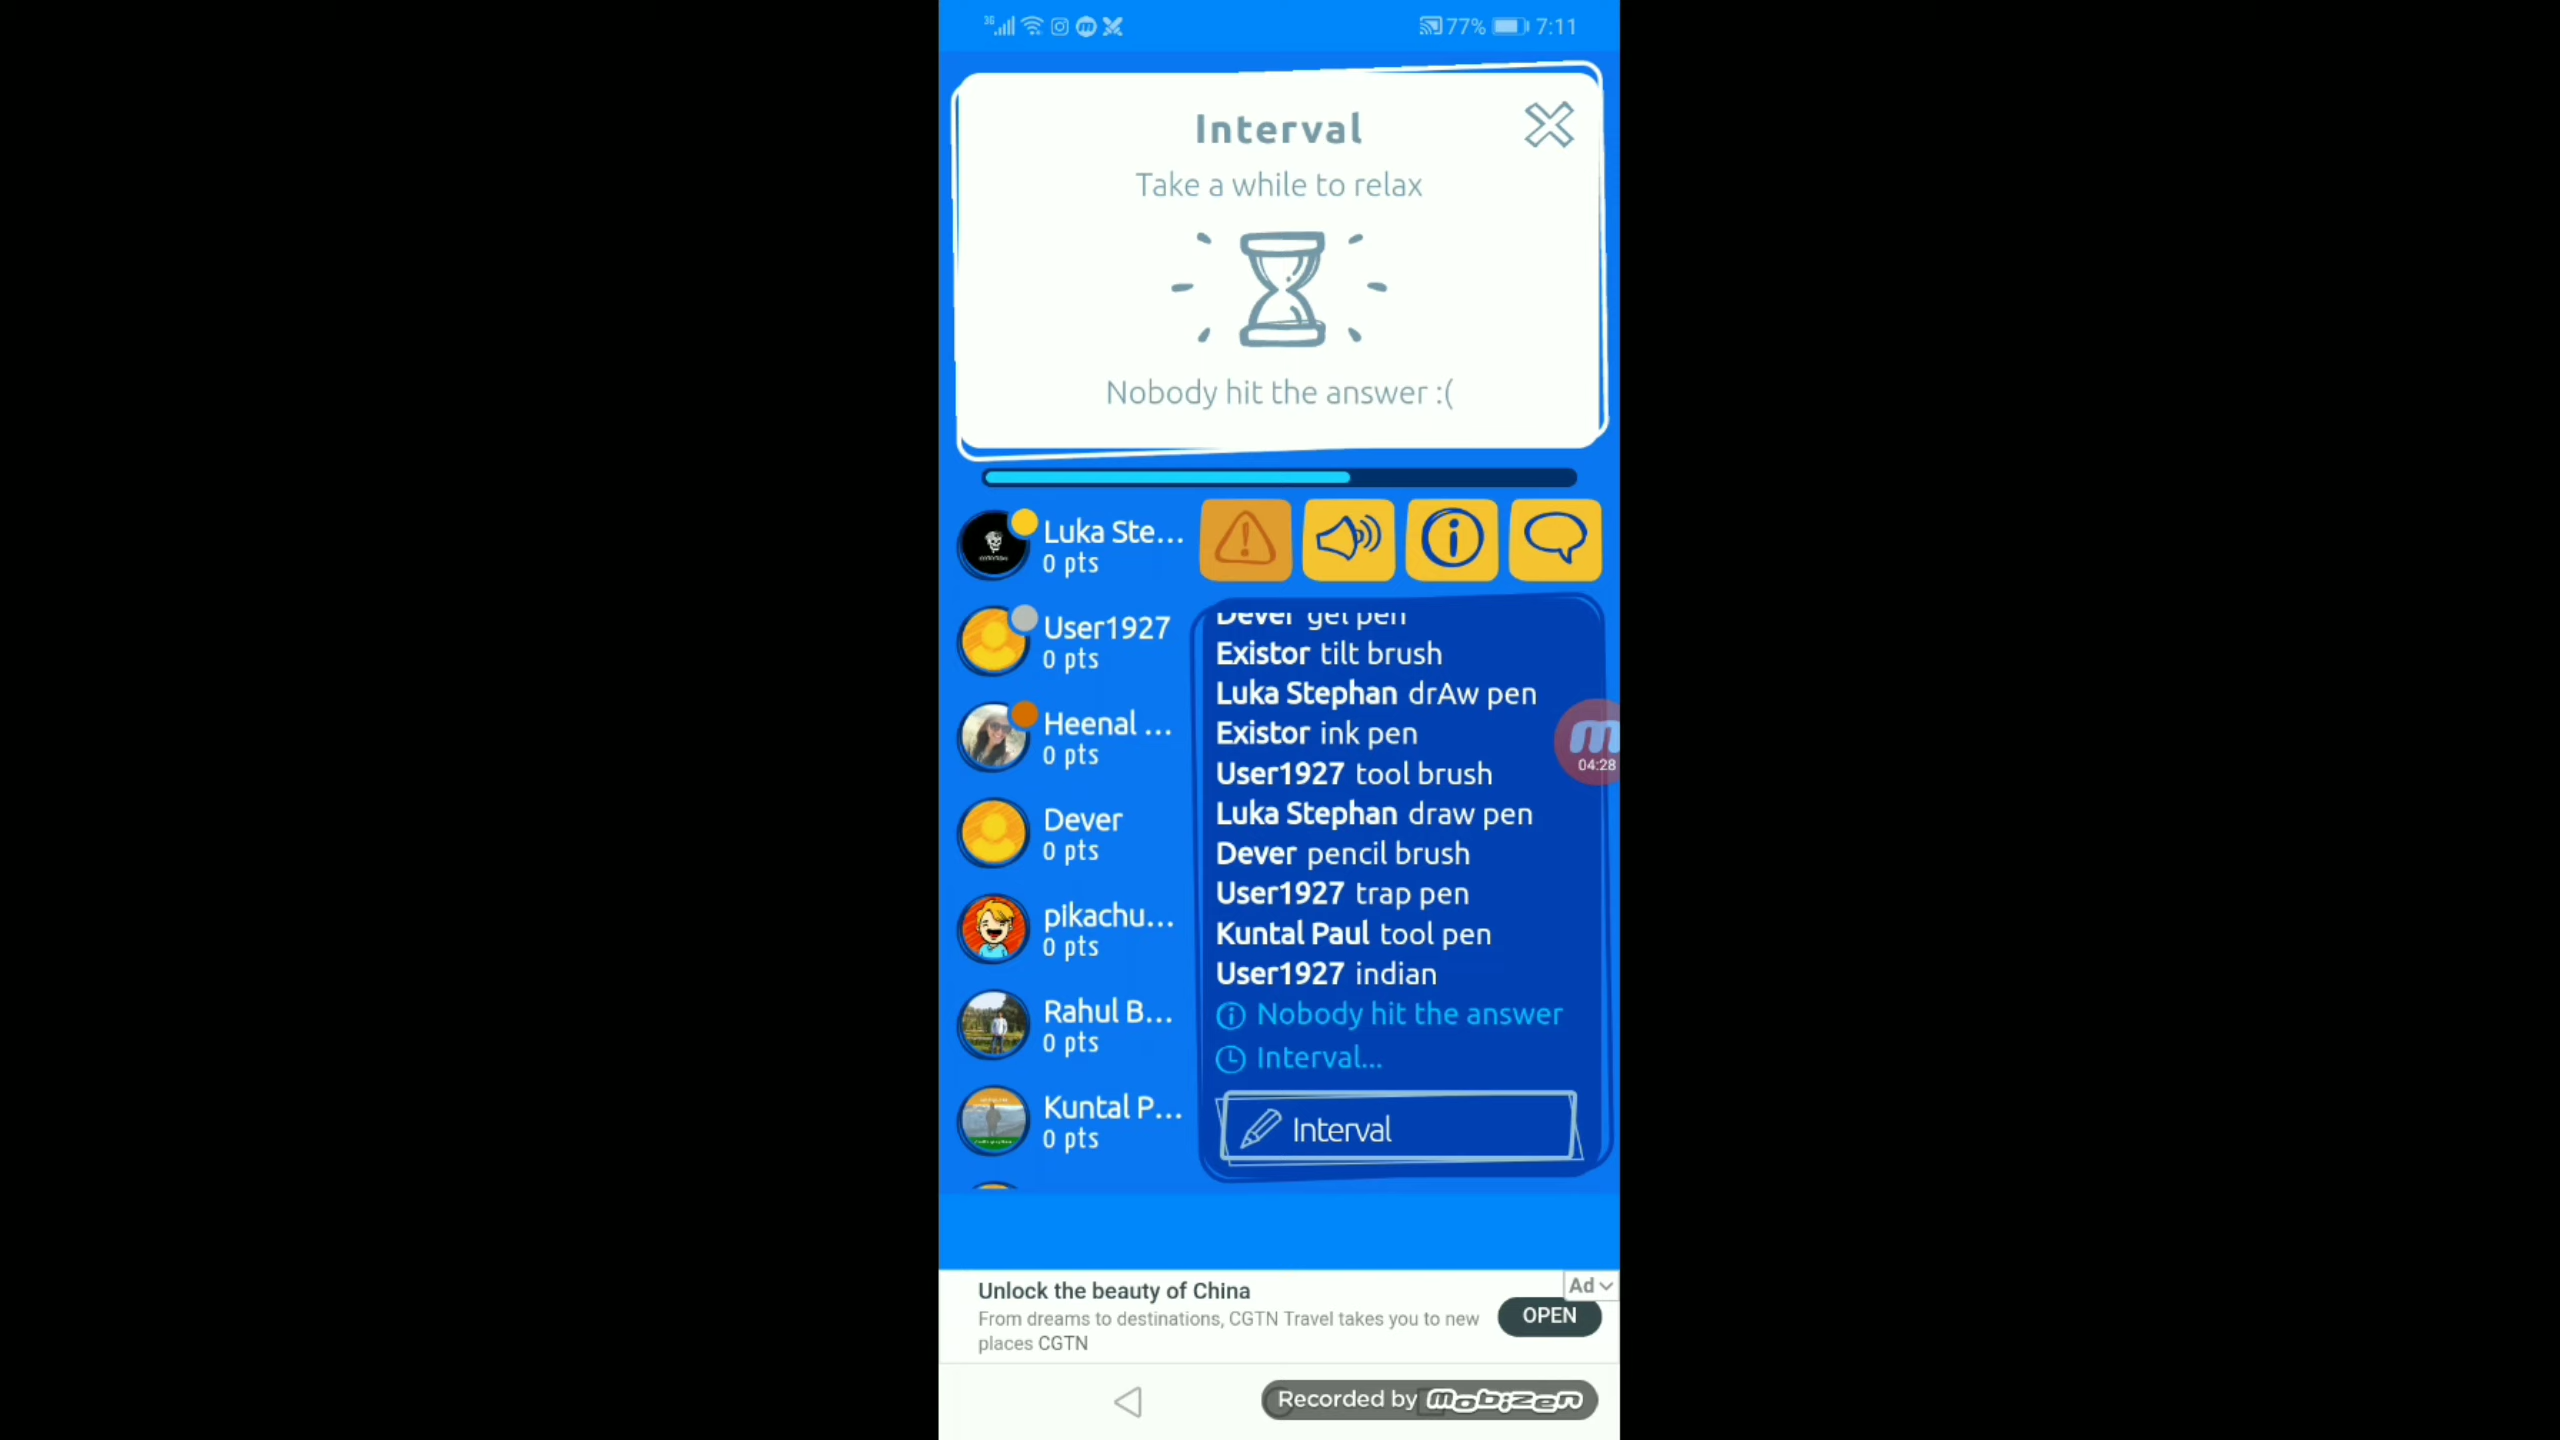 3G 77% 7:11
Interval
Take a while to relax
Nobody hit the answer :(
Luka Ste...
0 pts
User1927
0 pts
Heenal ...
0 pts
Dever
0 pts
pikachu...
0 pts
Rahul B...
0 pts
Kuntal P...
0 pts
Dever get pen
Existor tilt brush
Luka Stephan drAw pen
Existor ink pen
User1927 tool brush
Luka Stephan draw pen
Dever pencil brush
User1927 trap pen
Kuntal Paul tool pen
User1927 indian
Nobody hit the answer
Interval...
Interval
m
04:28
Unlock the beauty of China
From dreams to destinations, CGTN Travel takes you to new
places CGTN
Ad
OPEN
Recorded by mobizen